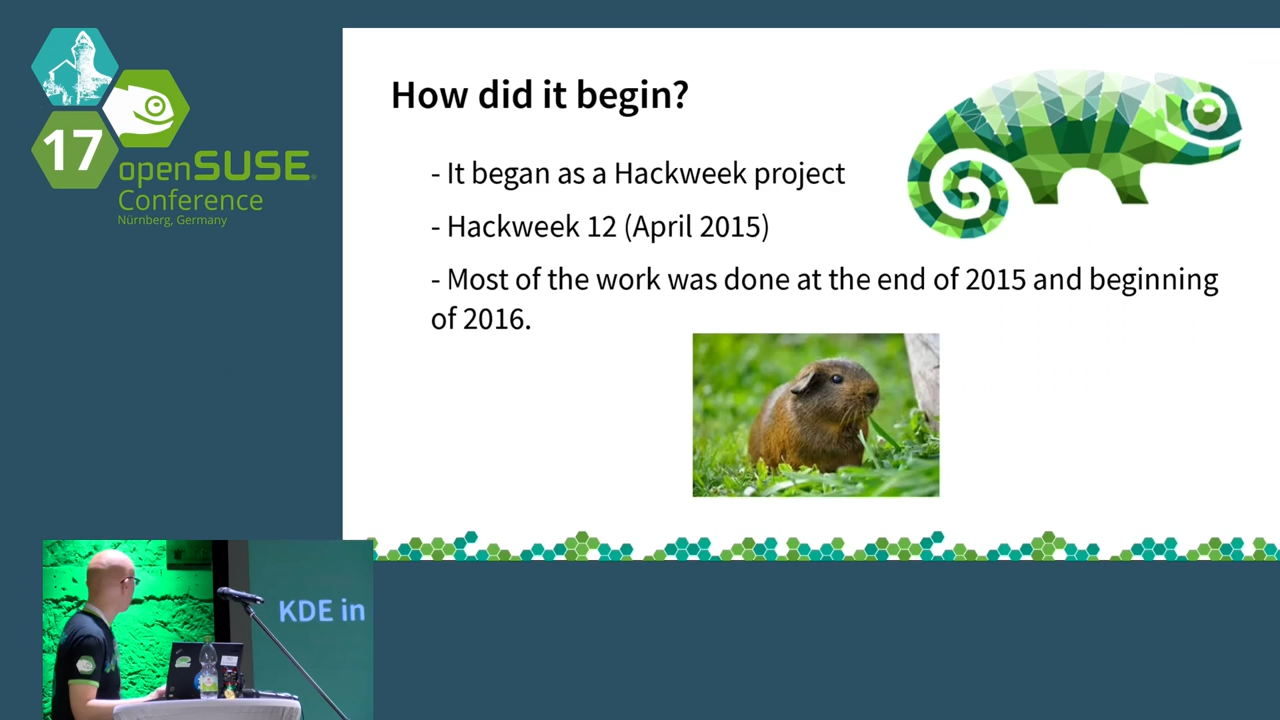 17
openSUSE
Conference
Nürnberg, Germany
How did it begin?
- It began as a Hackweek project
- Hackweek 12 (April 2015)
- Most of the work was done at the end of 2015 and beginning
of 2016.
KDE in